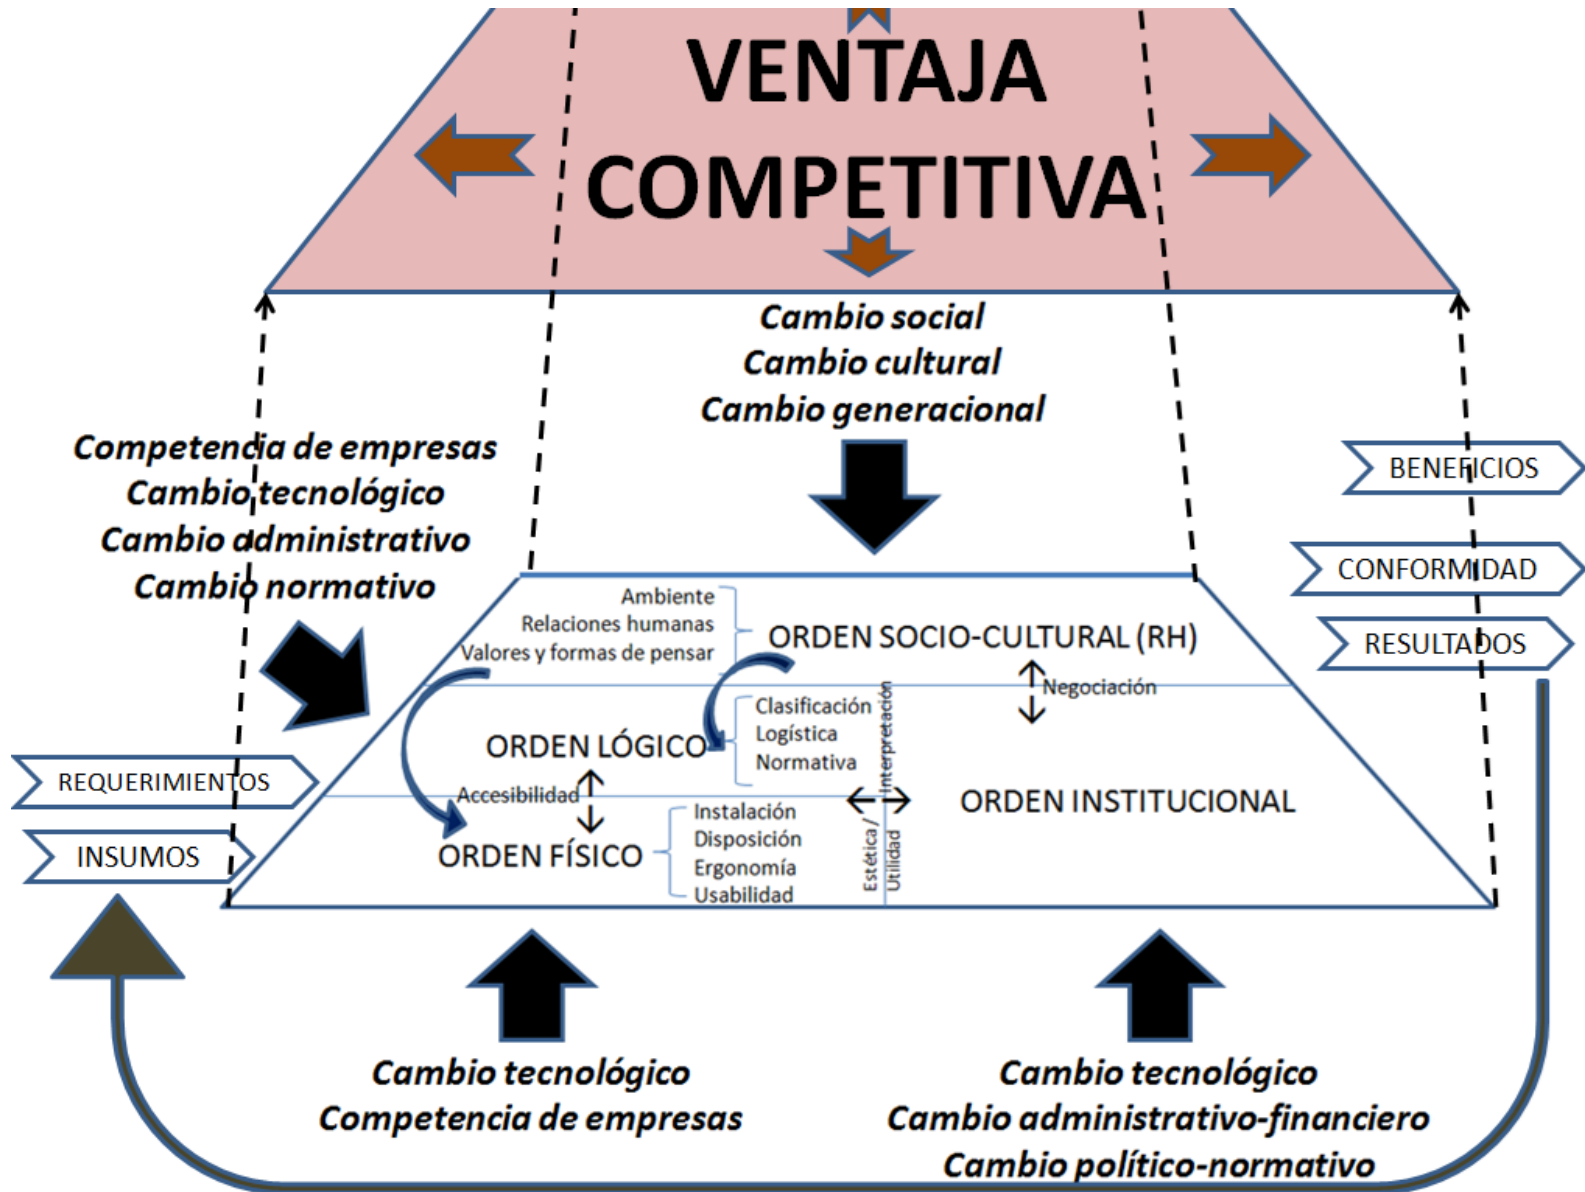 VENTAJA
COMPETITIVA
Cambio social
Cambio cultural
Cambio generacional
Competencia de empresas
Cambio tecnológico
Cambio administrativo
Cambio normativo
BENEFICIOS
CONFORMIDAD
RESULTADOS
Ambiente
Relaciones humanas
Valores y formas de pensar
ORDEN SOCIO-CULTURAL (RH)
Negociación
Clasificación
Logística
Normativa
ORDEN LÓGICO
Interpretación
REQUERIMIENTOS
Accesibilidad
ORDEN INSTITUCIONAL
Instalación
Disposición
Ergonomía
Usabilidad
ORDEN FÍSICO
Estética/
Utilidad
INSUMOS
Cambio tecnológico
Competencia de empresas
Cambio tecnológico
Cambio administrativo-financiero
Cambio político-normativo